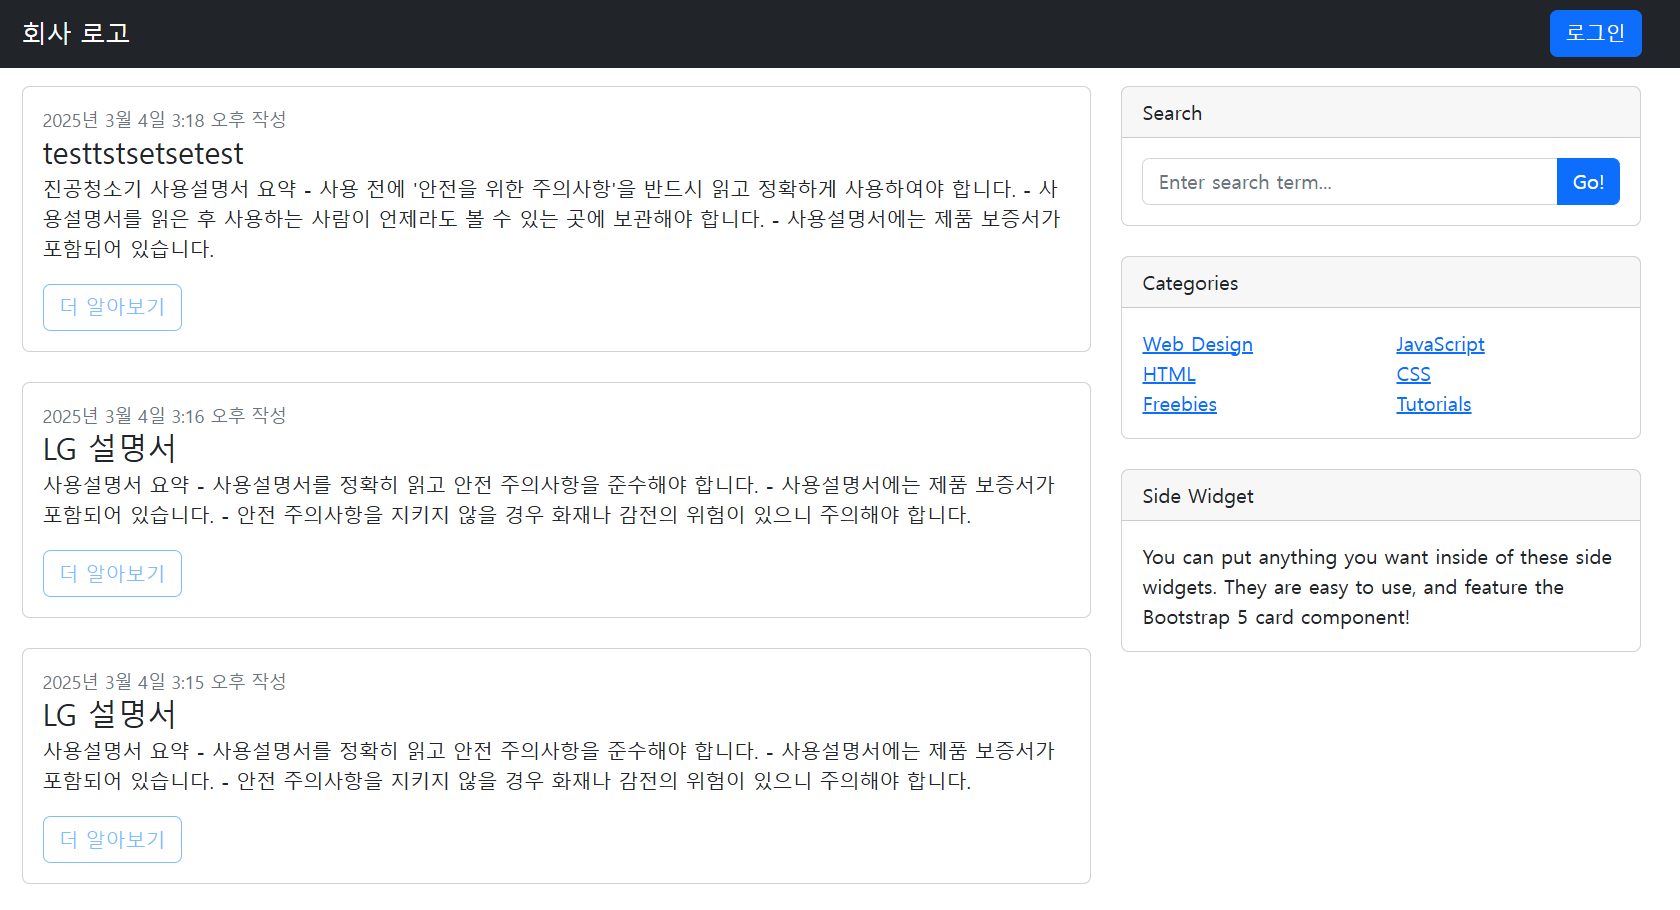 회사 로고
로그인
2025년 3월 4일 3:18 오후 작성
testtstsetsetest
진공청소기 사용설명서 요약 - 사용 전에 '안전을 위한 주의사항'을 반드시 읽고 정확하게 사용하여야 합니다. - 사
용설명서를 읽은 후 사용하는 사람이 언제라도 볼 수 있는 곳에 보관해야 합니다. - 사용설명서에는 제품 보증서가
포함되어 있습니다.
더 알아보기
2025년 3월 4일 3:16 오후 작성
LG 설명서
사용설명서 요약 - 사용설명서를 정확히 읽고 안전 주의사항을 준수해야 합니다. - 사용설명서에는 제품 보증서가
포함되어 있습니다. - 안전 주의사항을 지키지 않을 경우 화재나 감전의 위험이 있으니 주의해야 합니다.
더 알아보기
2025년 3월 4일 3:15 오후 작성
LG 설명서
사용설명서 요약 - 사용설명서를 정확히 읽고 안전 주의사항을 준수해야 합니다. - 사용설명서에는 제품 보증서가
포함되어 있습니다. - 안전 주의사항을 지키지 않을 경우 화재나 감전의 위험이 있으니 주의해야 합니다.
더 알아보기
Search
Enter search term...
Go!
Categories
Web Design
HTML
Freebies
JavaScript
CSS
Tutorials
Side Widget
You can put anything you want inside of these side
widgets. They are easy to use, and feature the
Bootstrap 5 card component!